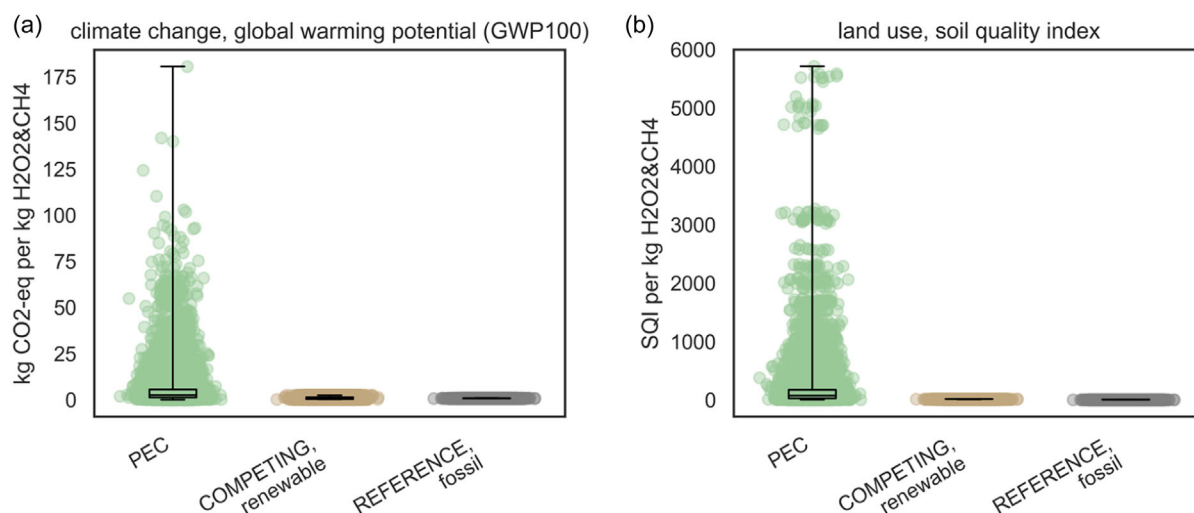 (a)
climate change, global warming potential (GWP100)
kg CO2-eq per kg H2O2&CH4
175
150
125
100
75
50
25
0
PEC
COMPETING,
renewable
REFERENCE,
fossil
(b)
land use, soil quality index
SQI per kg H2O2&CH4
6000
5000
4000
3000
2000
1000
0
PEC
COMPETING,
renewable
REFERENCE,
fossil